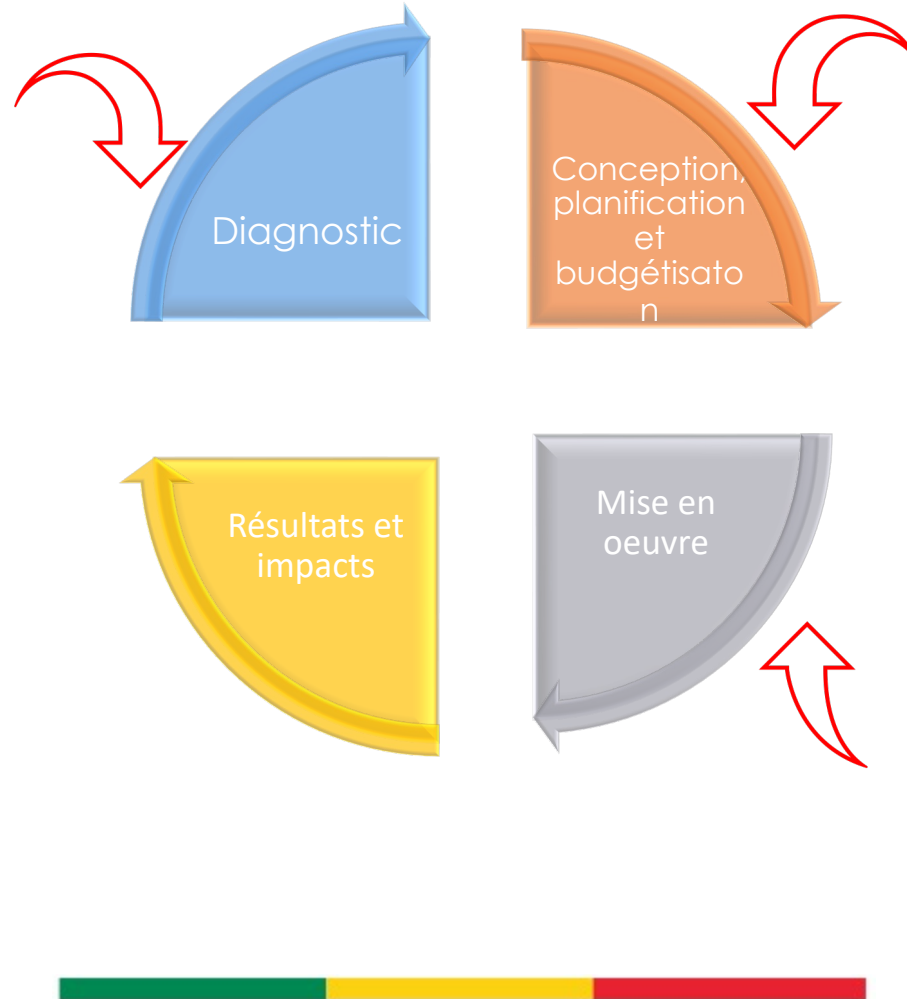 Diagnostic
Conception,
planification
et
budgétisato
n
Résultats et
impacts
Mise en
oeuvre